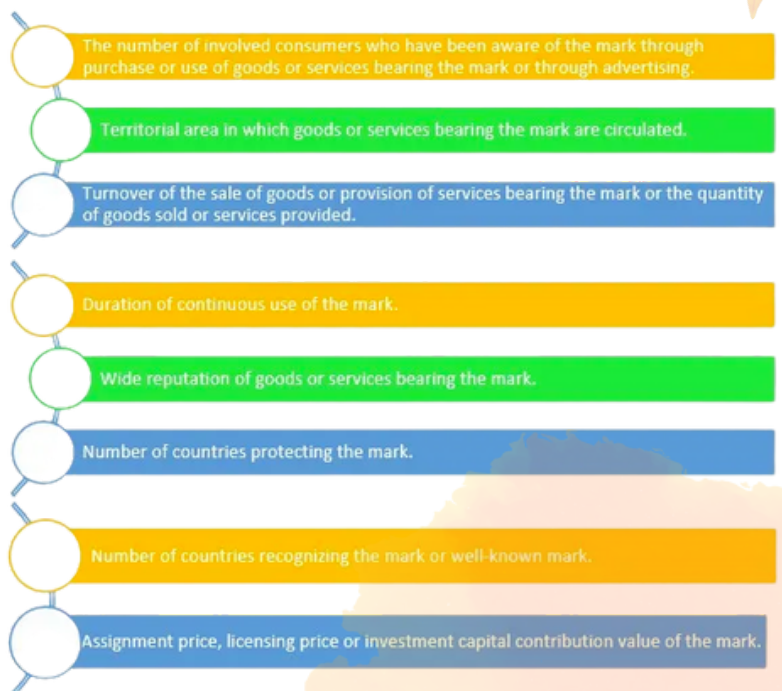 The number of involved consumers who have been aware of the mark through
purchase or use of goods or services bearing the mark or through advertising.
Territorial area in which goods or services bearing the mark are circulated.
Turnover of the sale of goods or provision of services bearing the mark or the quantity
of goods sold or services provided.
Duration of continuous use of the mark.
Wide reputation of goods or services bearing the mark.
Number of countries protecting the mark.
Number of countries recognizing the mark or well-known mark.
Assignment price, licensing price or investment capital contribution value of the mark.